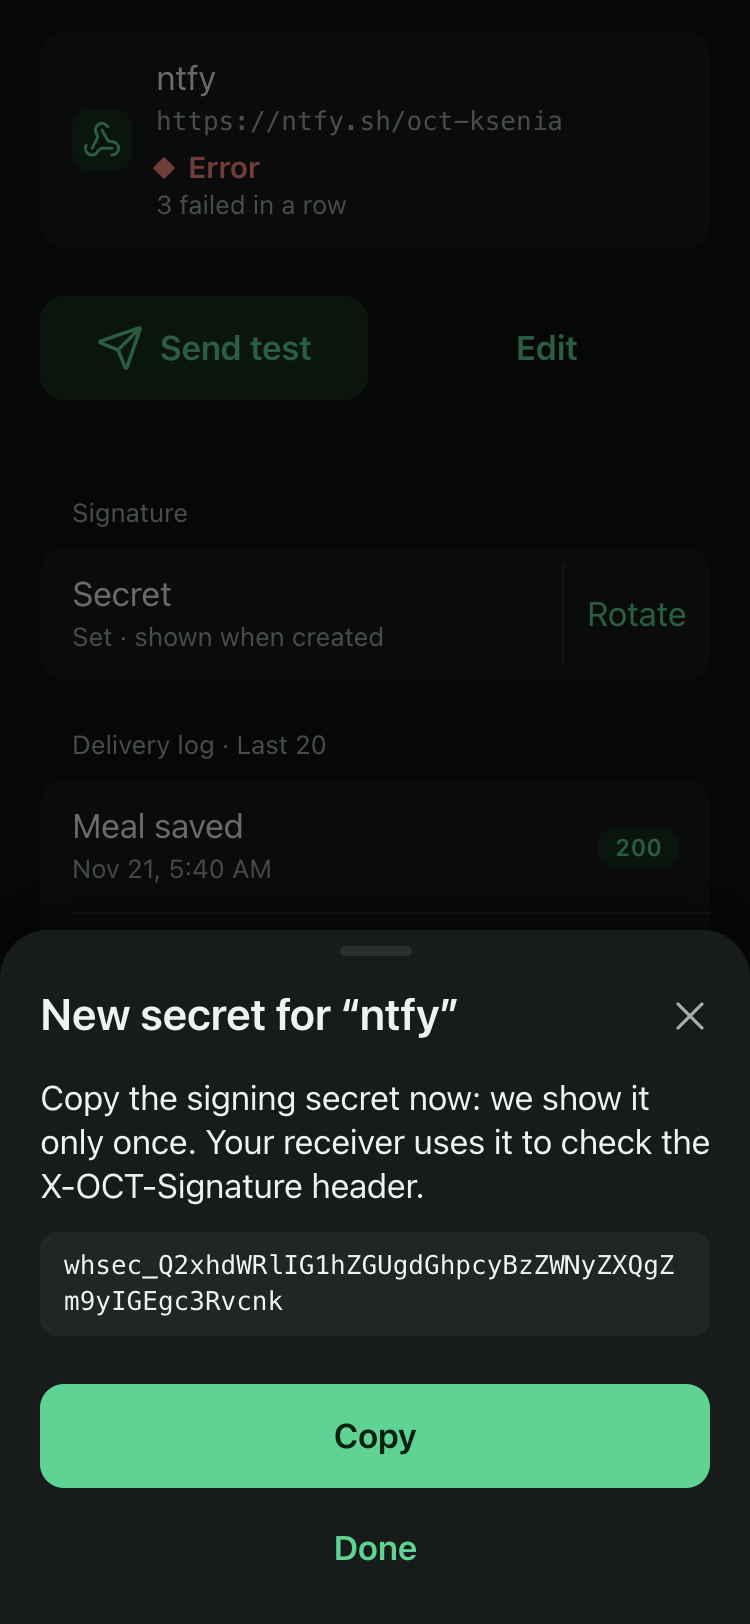 ntfy
https://ntfy.sh/oct-ksenia
Error
3 failed in a row
Send test
Edit
Signature
Secret
Set · shown when created
Rotate
Delivery log · Last 20
Meal saved
Nov 21, 5:40 AM
200
New secret for “ntfy”
Copy the signing secret now: we show it
only once. Your receiver uses it to check the
X-OCT-Signature header.
whsec_Q2xhdWRlIG1hZGUgdGhpcyBzZWNyZXQgZ
m9yIGEgc3Rvcnk
Copy
Done